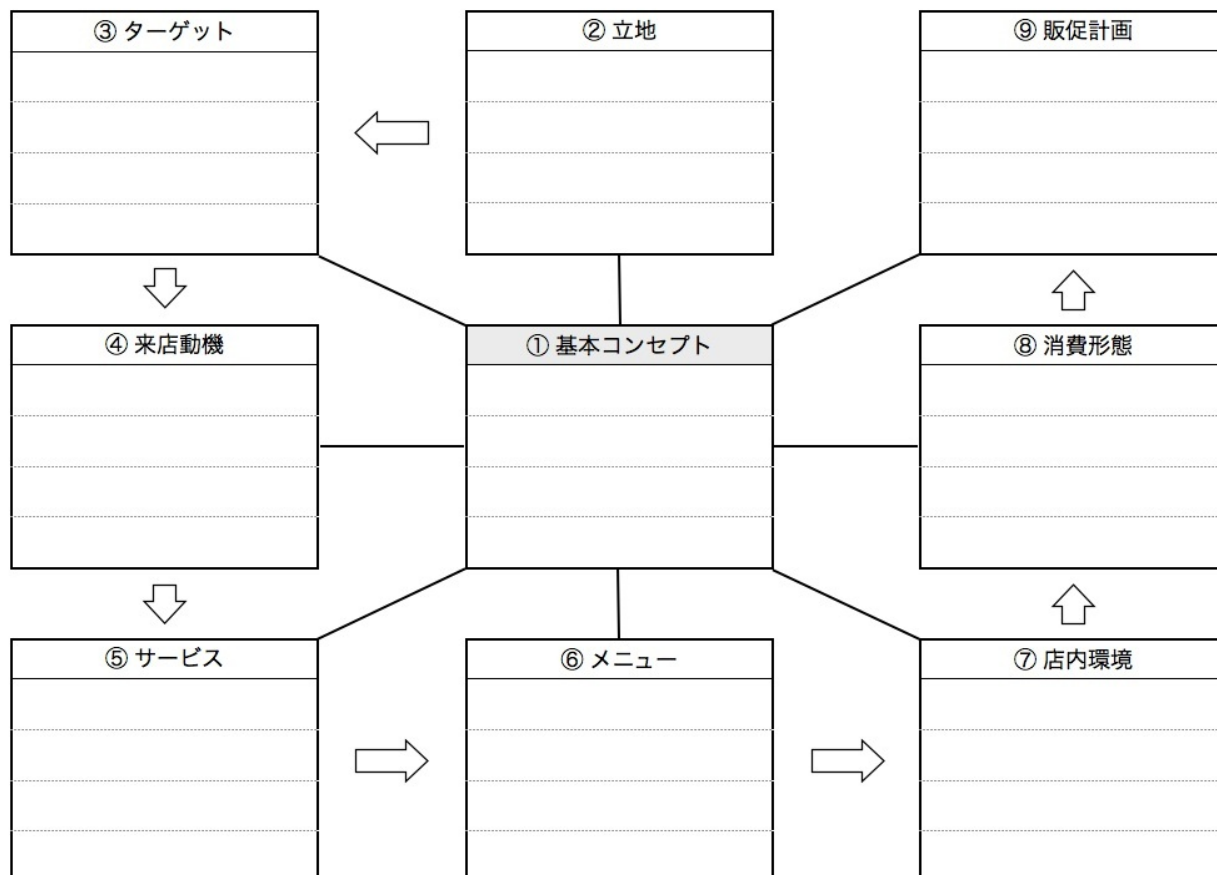 ③ ターゲット
② 立地
⑨ 販促計画
④ 来店動機
① 基本コンセプト
⑧ 消費形態
⑤ サービス
⑥ メニュー
⑦ 店内環境